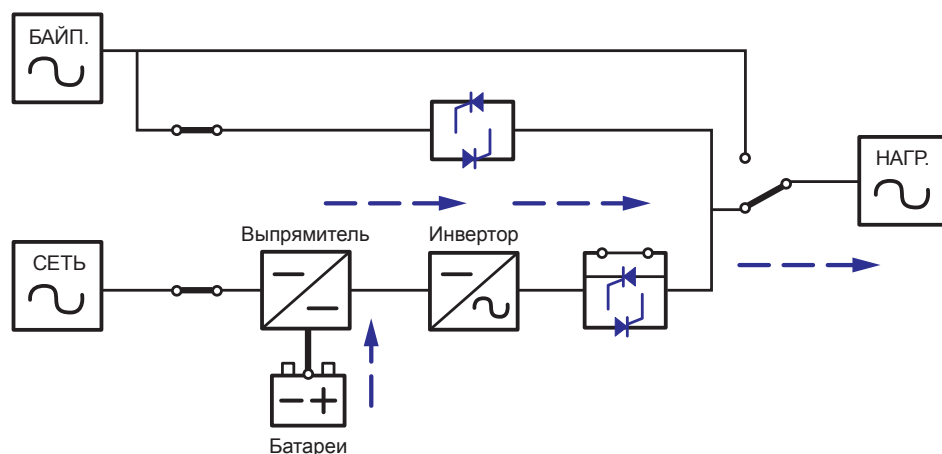 БАЙП.
НАГР.
Выпрямитель
Инвертор
СЕТЬ
Батареи